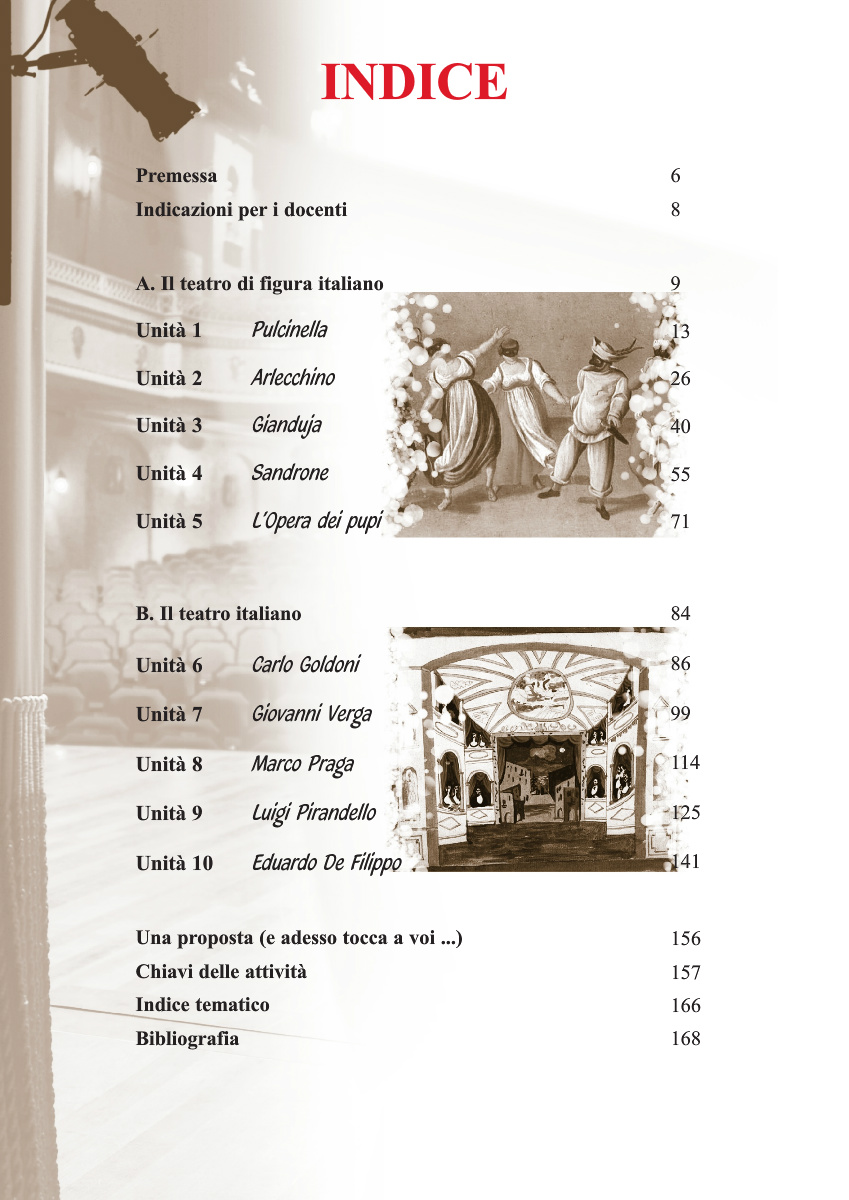 INDICE
Premessa 6
Indicazioni per i docenti 8
A. Il teatro di figura italiano 9
Unità 1 Pulcinella 13
Unità 2 Arlecchino 26
Unità 3 Gianduja 40
Unità 4 Sandrone 55
Unità 5 L'Opera dei pupi 71
B. Il teatro italiano 84
Unità 6 Carlo Goldoni 86
Unità 7 Giovanni Verga 99
Unità 8 Marco Praga 114
Unità 9 Luigi Pirandello 125
Unità 10 Eduardo De Filippo 141
Una proposta (e adesso tocca a voi ...) 156
Chiavi delle attività 157
Indice tematico 166
Bibliografia 168